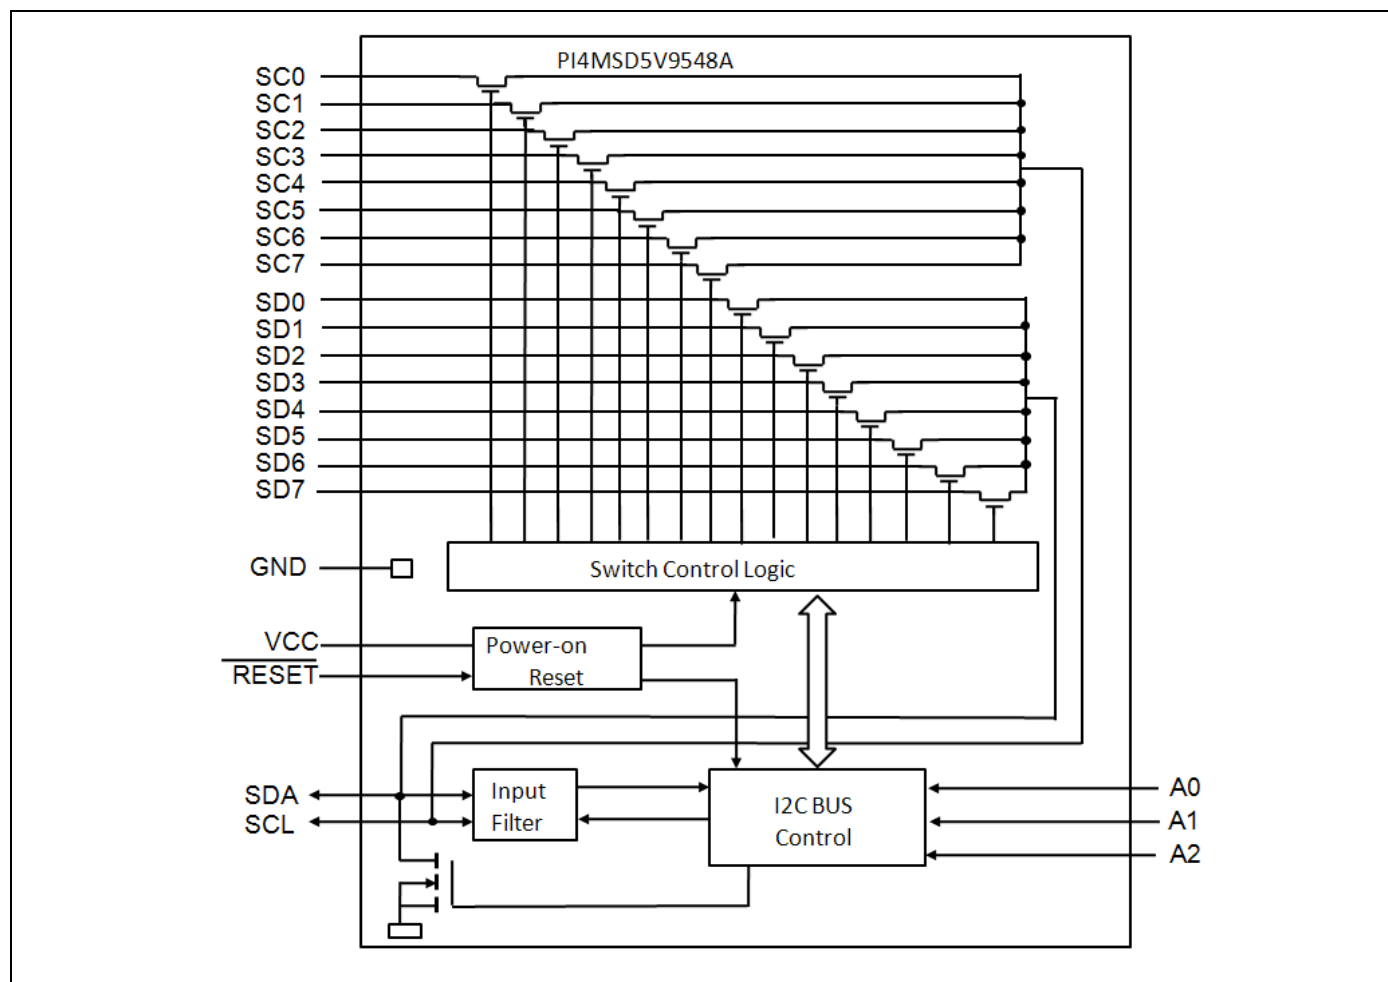 PI4MSD5V9548A
SC0
SC1
SC2
SC3
SC4
SC5
SC6
SC7
SD0
SD1
SD2
SD3
SD4
SD5
SD6
SD7
GND
Switch Control Logic
VCC
RESET
Power-on
Reset
SDA
SCL
Input
Filter
I2C BUS
Control
A0
A1
A2